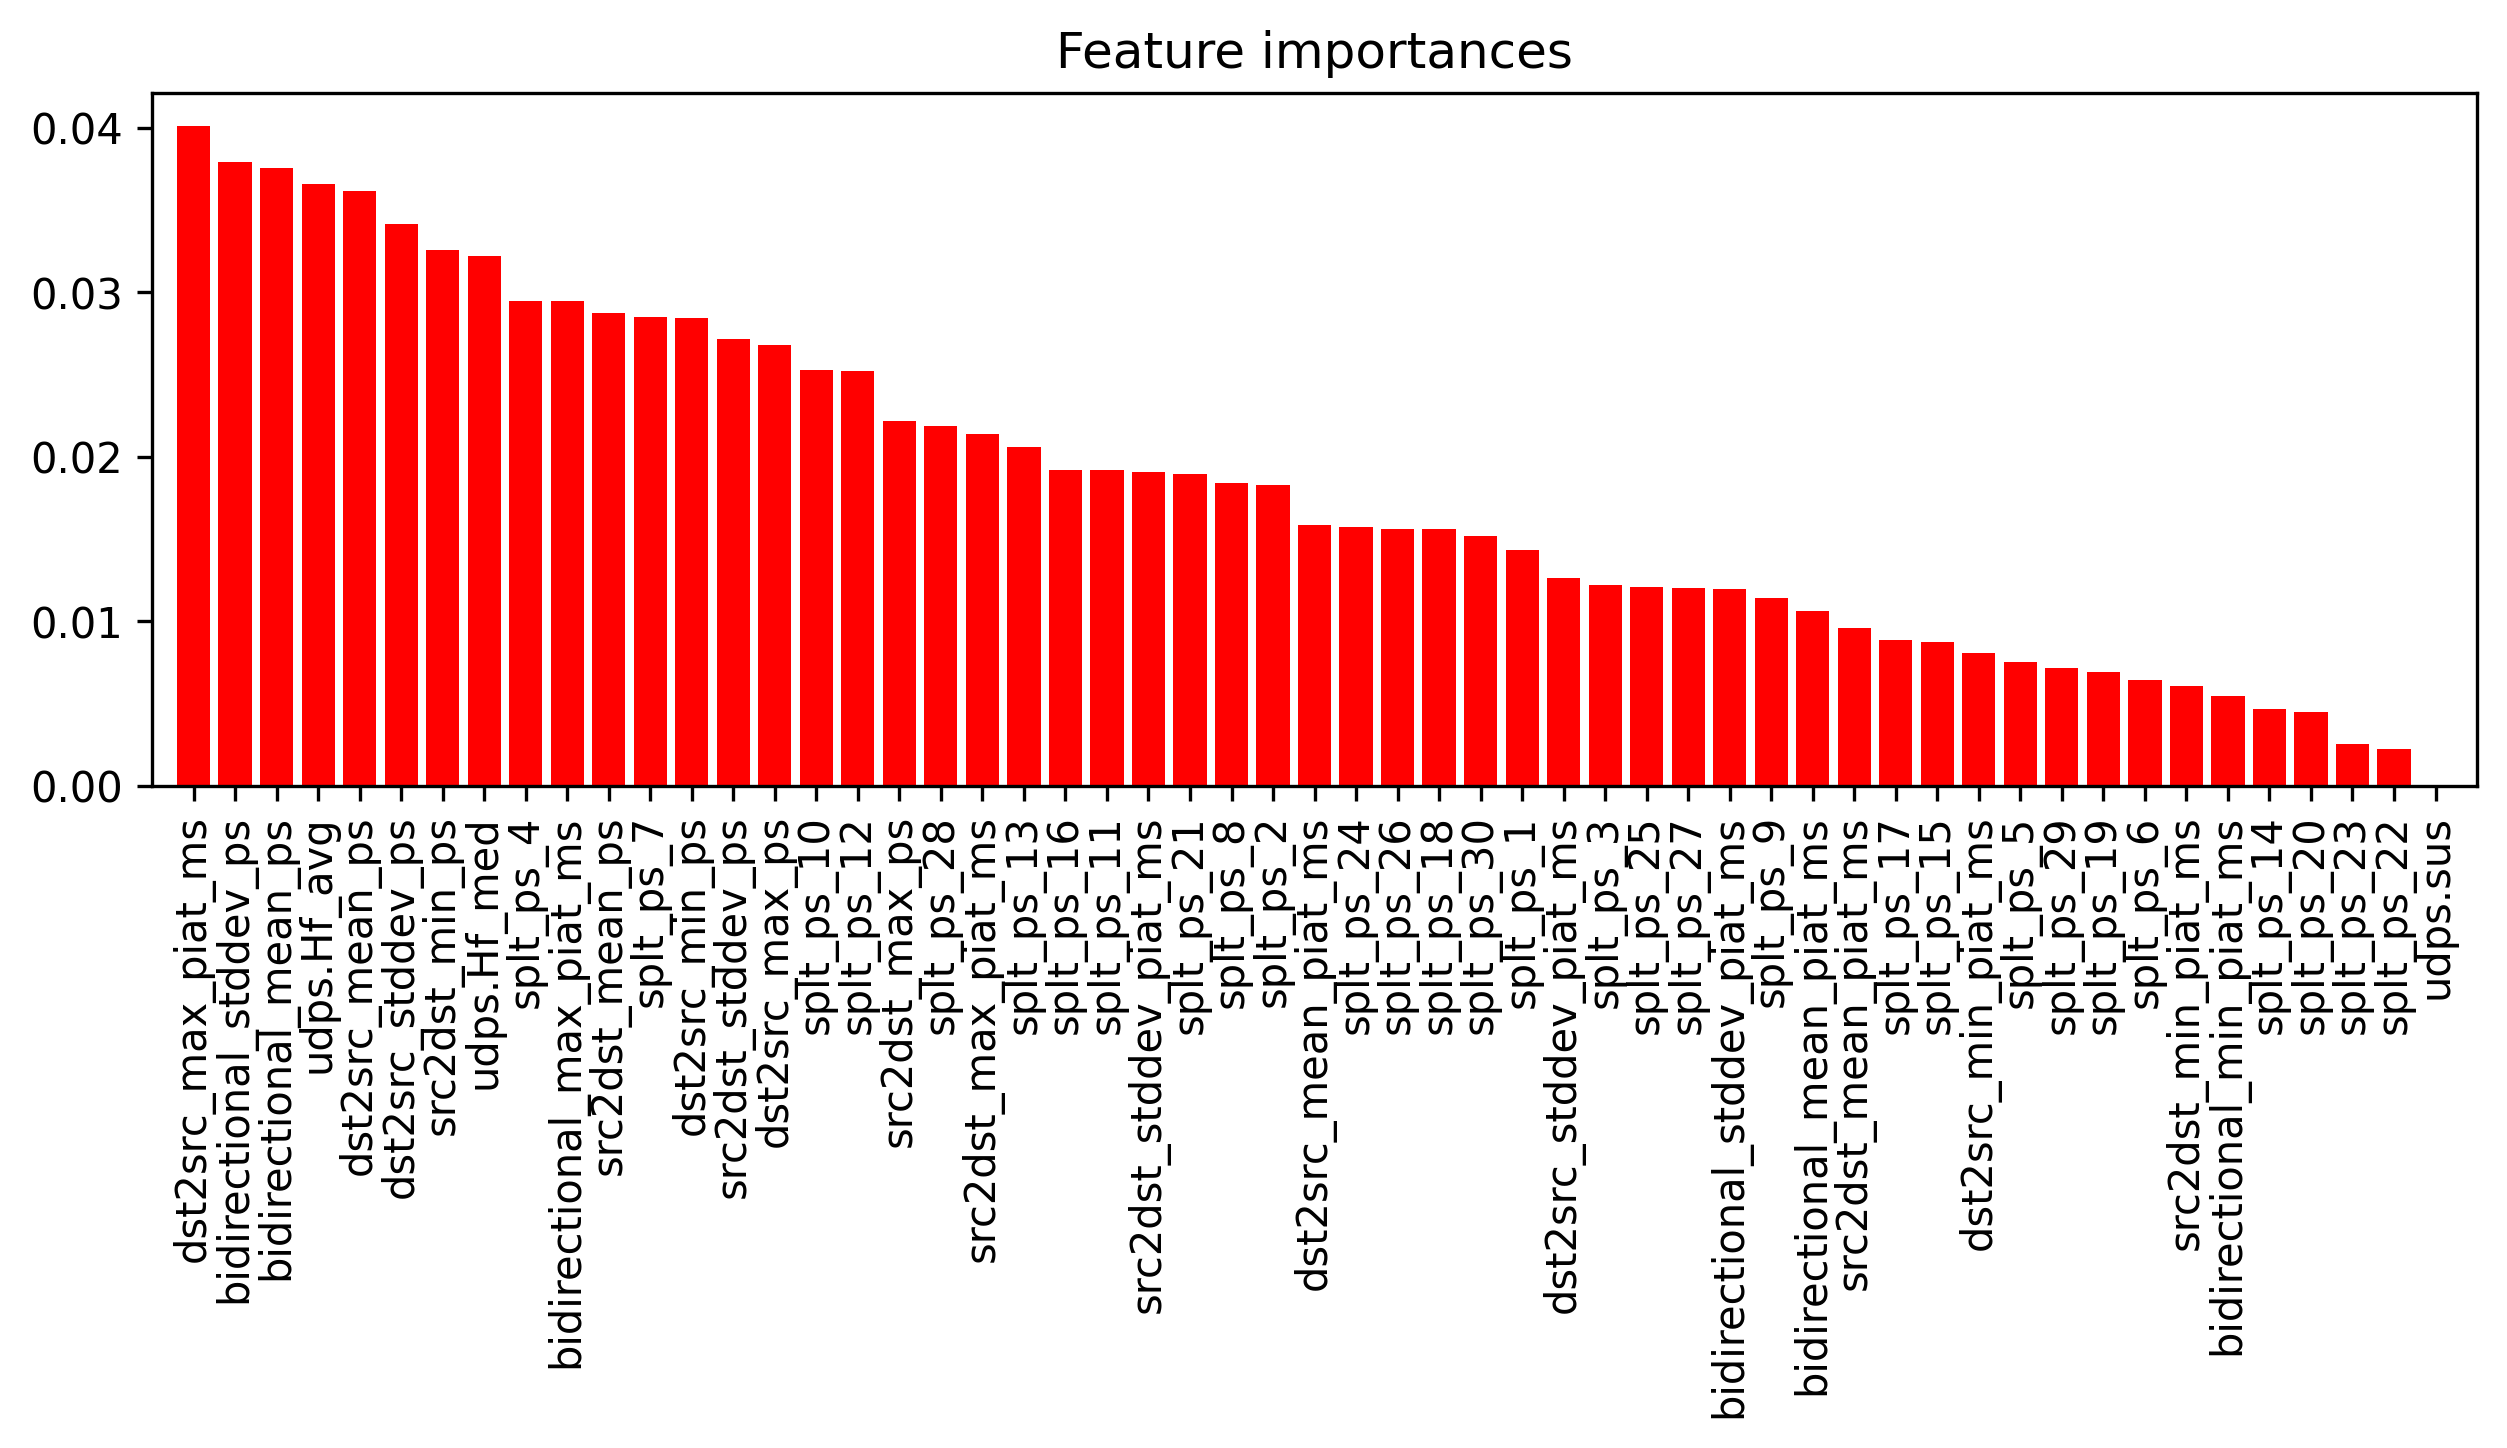 Feature importances
0.04
0.03
0.02
0.01
0.00
dst2src_max_piat_ms
bidirectional_stddev_ps
bidirectional_mean_ps
udps.Hf_avg
dst2src_mean_ps
dst2src_stddev_ps
src2dst_min_ps
udps.Hf_med
splt_ps_4
bidirectional_max_piat_ms
src2dst_mean_ps
splt_ps_7
dst2src_min_ps
src2dst_stddev_ps
dst2src_max_ps
splt_ps_10
splt_ps_12
src2dst_max_ps
splt_ps_28
src2dst_max_piat_ms
splt_ps_13
splt_ps_16
splt_ps_11
src2dst_stddev_piat_ms
splt_ps_21
splt_ps_8
splt_ps_2
dst2src_mean_piat_ms
splt_ps_24
splt_ps_26
splt_ps_18
splt_ps_30
splt_ps_1
dst2src_stddev_piat_ms
splt_ps_3
splt_ps_25
splt_ps_27
bidirectional_stddev_piat_ms
splt_ps_9
bidirectional_mean_piat_ms
src2dst_mean_piat_ms
splt_ps_17
splt_ps_15
dst2src_min_piat_ms
splt_ps_5
splt_ps_29
splt_ps_19
splt_ps_6
src2dst_min_piat_ms
bidirectional_min_piat_ms
splt_ps_14
splt_ps_20
splt_ps_23
splt_ps_22
udps.sus